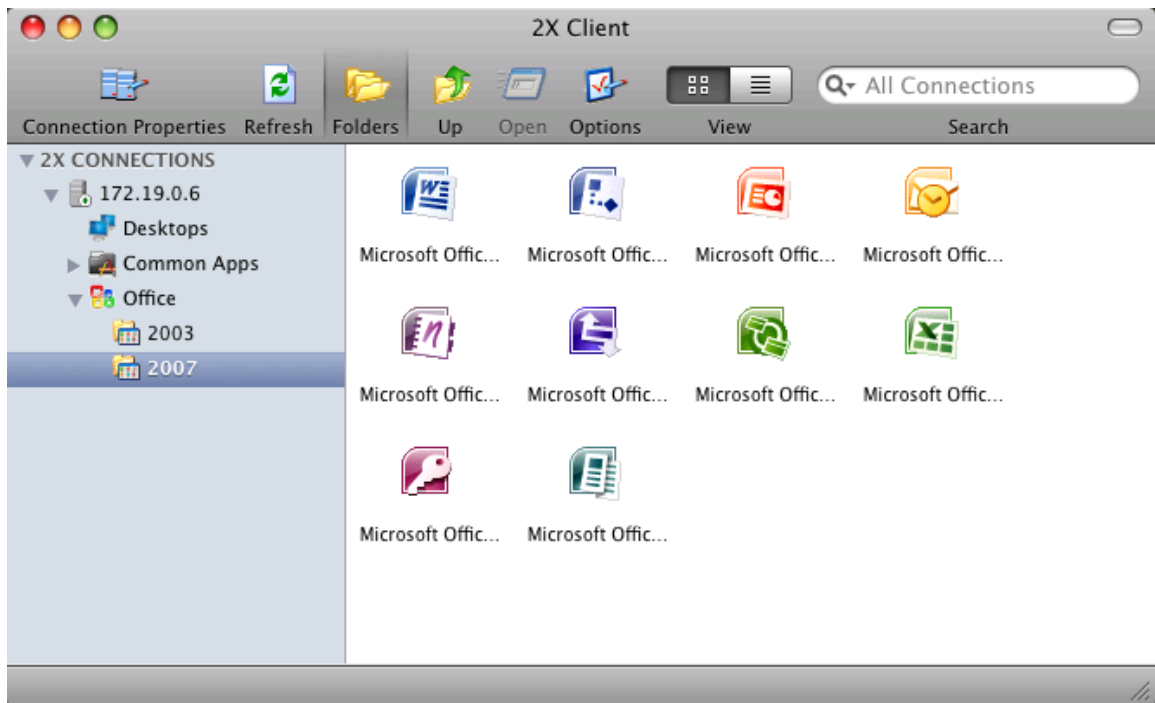 2X Client
All Connections
Connection Properties Refresh Folders Up Open Options View Search
2X CONNECTIONS
172.19.0.6
Desktops
Common Apps
Office
2003
2007
Microsoft Offic... Microsoft Offic... Microsoft Offic... Microsoft Offic...
Microsoft Offic... Microsoft Offic... Microsoft Offic... Microsoft Offic...
Microsoft Offic... Microsoft Offic...